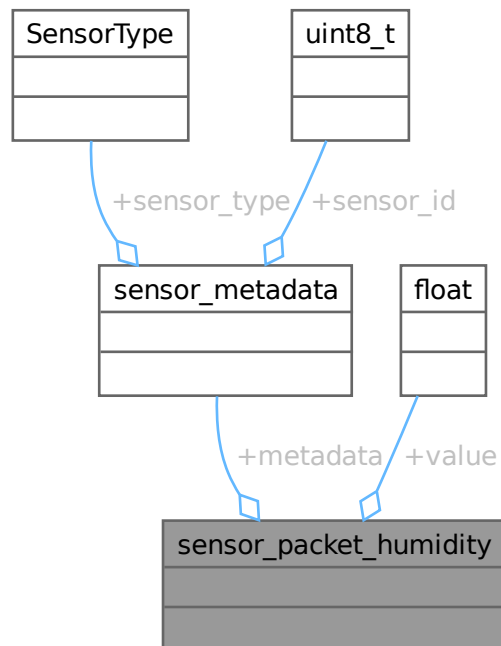 SensorType
uint8_t
+sensor_type
+sensor_id
sensor_metadata
float
+metadata
+value
sensor_packet_humidity